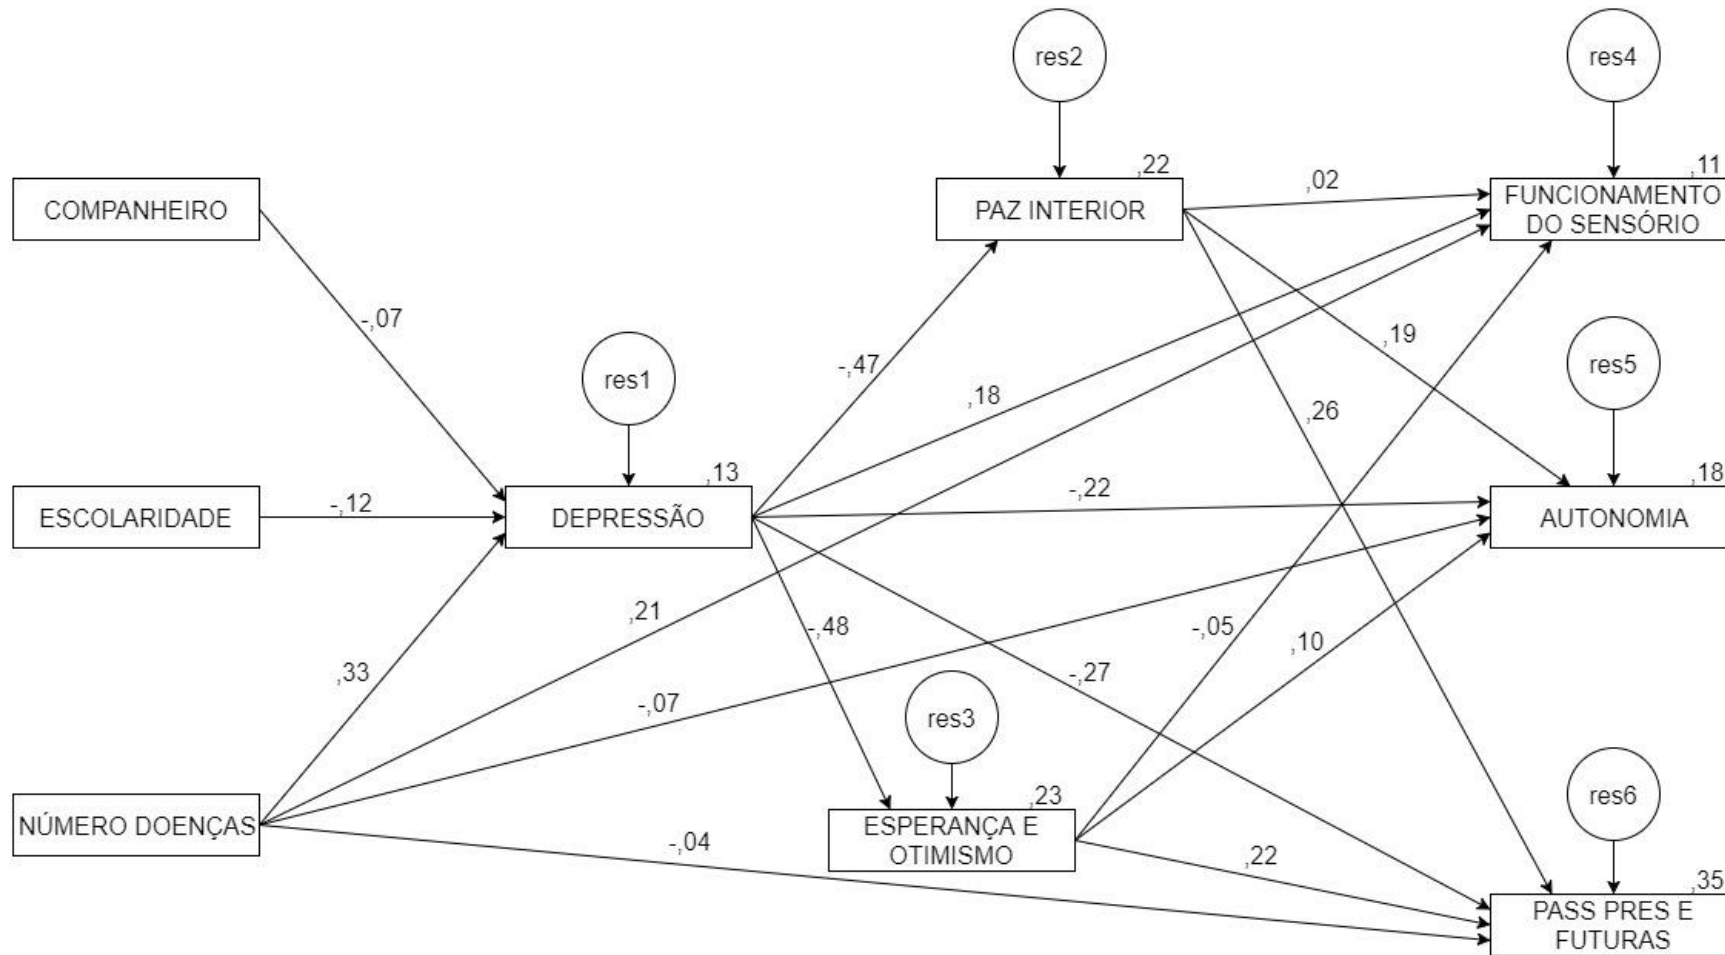 res2
res4
,22
,11
COMPANHEIRO
PAZ INTERIOR
,02
FUNCIONAMENTO
DO SENSÓRIO
-,07
res1
-,47
,19
res5
,18
,26
,13
,18
ESCOLARIDADE
-,12
DEPRESSÃO
-,22
AUTONOMIA
,21
-,48
-,05
,10
,33
-,07
res3
-,27
,23
res6
NÚMERO DOENÇAS
-,04
ESPERANÇA E
OTIMISMO
,22
,35
PASS PRES E
FUTURAS